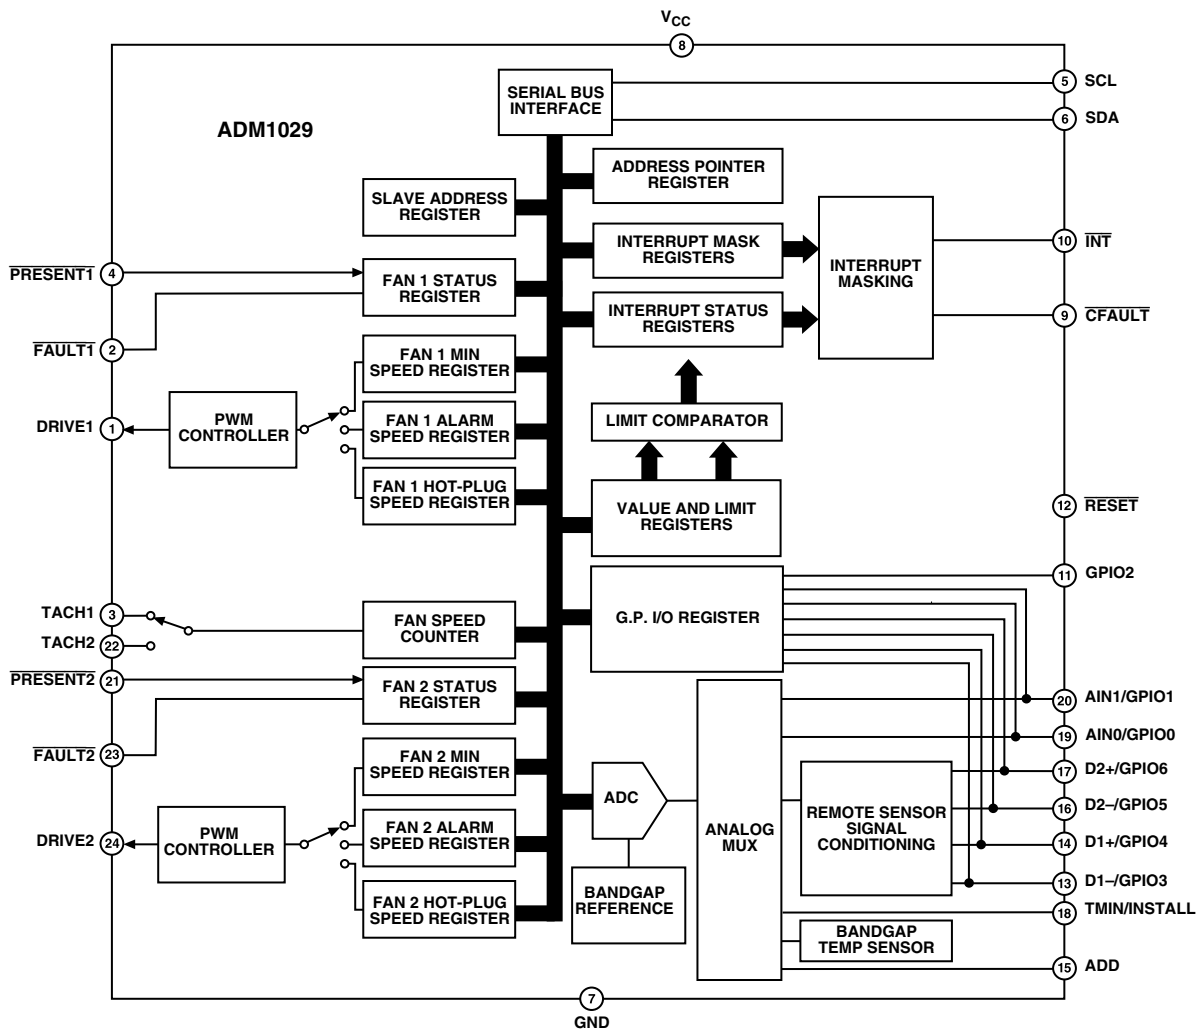 VCC
8
ADM1029
SERIAL BUS
INTERFACE
5
SCL
6
SDA
ADDRESS POINTER
REGISTER
SLAVE ADDRESS
REGISTER
INTERRUPT MASK
REGISTERS
INTERRUPT STATUS
REGISTERS
INTERRUPT
MASKING
10
INT
9
CFAULT
PRESENT1
4
FAN 1 STATUS
REGISTER
FAULT1
2
FAN 1 MIN
SPEED REGISTER
DRIVE1
1
PWM
CONTROLLER
FAN 1 ALARM
SPEED REGISTER
FAN 1 HOT-PLUG
SPEED REGISTER
LIMIT COMPARATOR
VALUE AND LIMIT
REGISTERS
12
RESET
11
GPIO2
G.P. I/O REGISTER
TACH1
3
TACH2
22
FAN SPEED
COUNTER
PRESENT2
21
FAN 2 STATUS
REGISTER
FAULT2
23
FAN 2 MIN
SPEED REGISTER
DRIVE2
24
PWM
CONTROLLER
FAN 2 ALARM
SPEED REGISTER
FAN 2 HOT-PLUG
SPEED REGISTER
ADC
BANDGAP
REFERENCE
ANALOG
MUX
REMOTE SENSOR
SIGNAL
CONDITIONING
BANDGAP
TEMP SENSOR
20
AIN1/GPIO1
19
AIN0/GPIO0
17
D2+/GPIO6
16
D2–/GPIO5
14
D1+/GPIO4
13
D1–/GPIO3
18
TMIN/INSTALL
15
ADD
7
GND